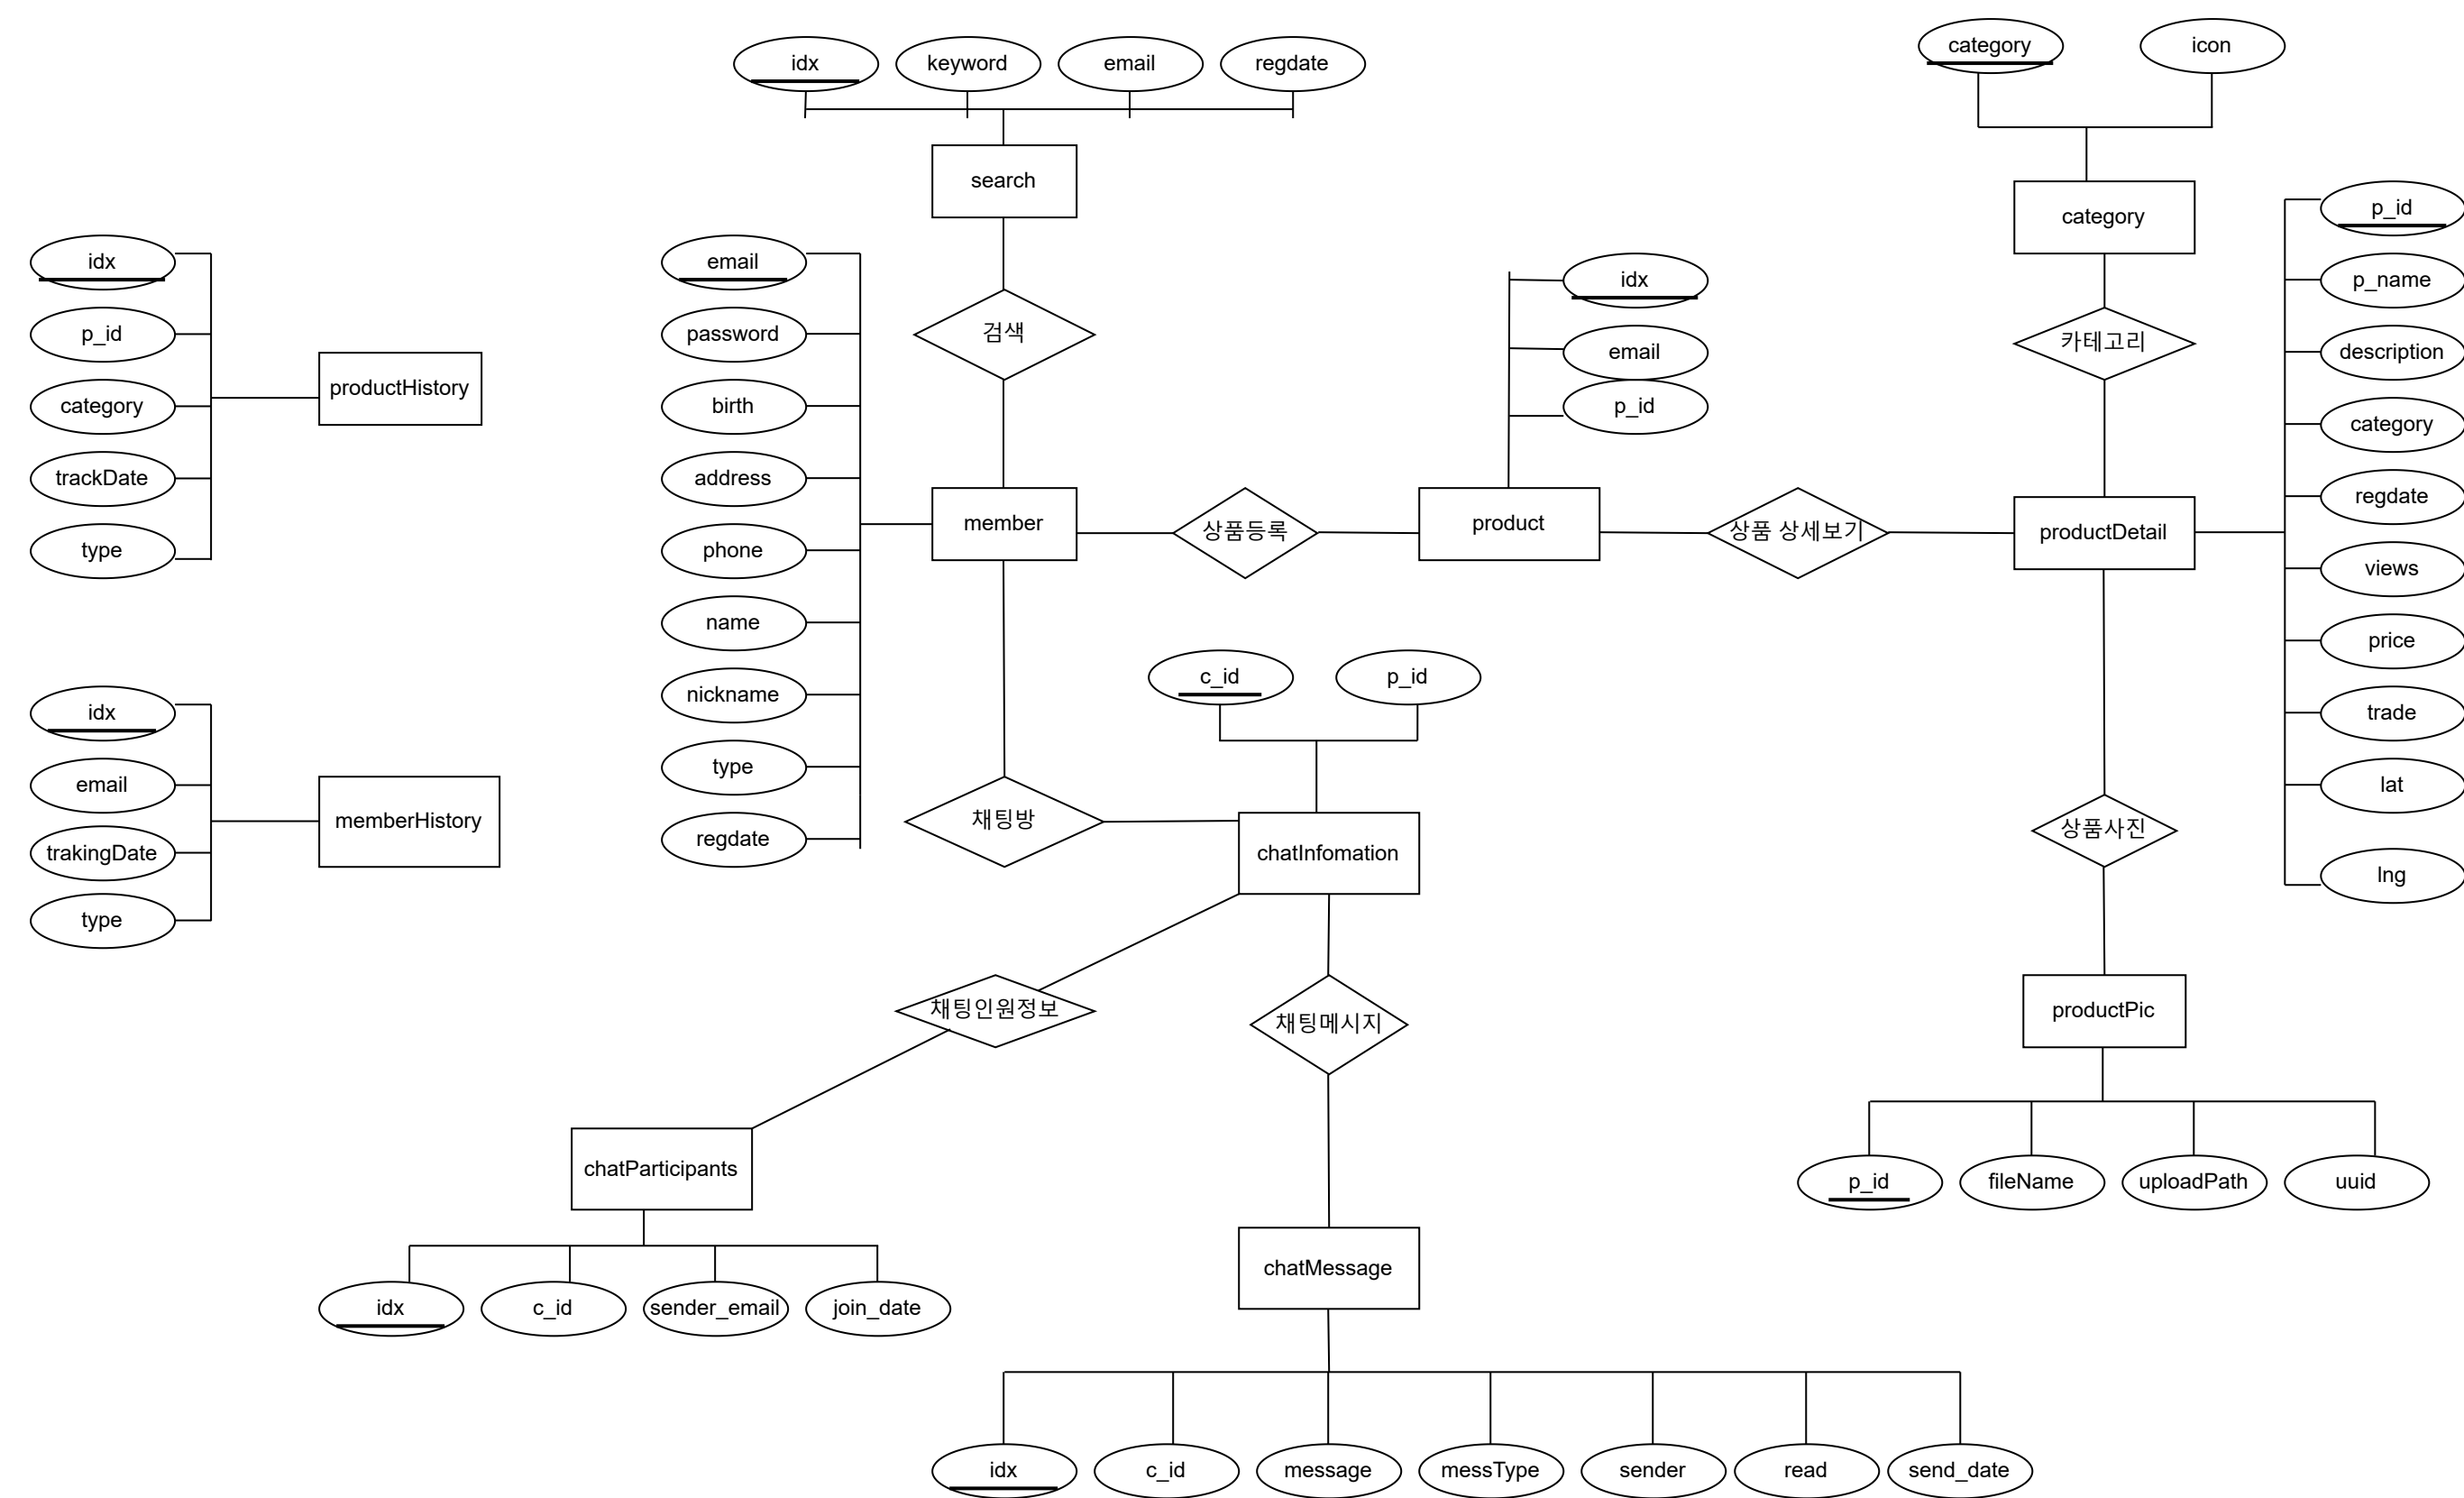 idx
keyword
email
regdate
search
검색
category
icon
category
카테고리
idx
p_id
category
trackDate
type
productHistory
idx
email
trakingDate
type
memberHistory
email
password
birth
address
phone
name
nickname
type
regdate
member
상품등록
idx
email
p_id
product
상품 상세보기
productDetail
p_id
p_name
description
category
regdate
views
price
trade
lat
lng
상품사진
productPic
p_id
fileName
uploadPath
uuid
c_id
p_id
채팅방
chatInfomation
채팅인원정보
채팅메시지
chatParticipants
idx
c_id
sender_email
join_date
chatMessage
idx
c_id
message
messType
sender
read
send_date